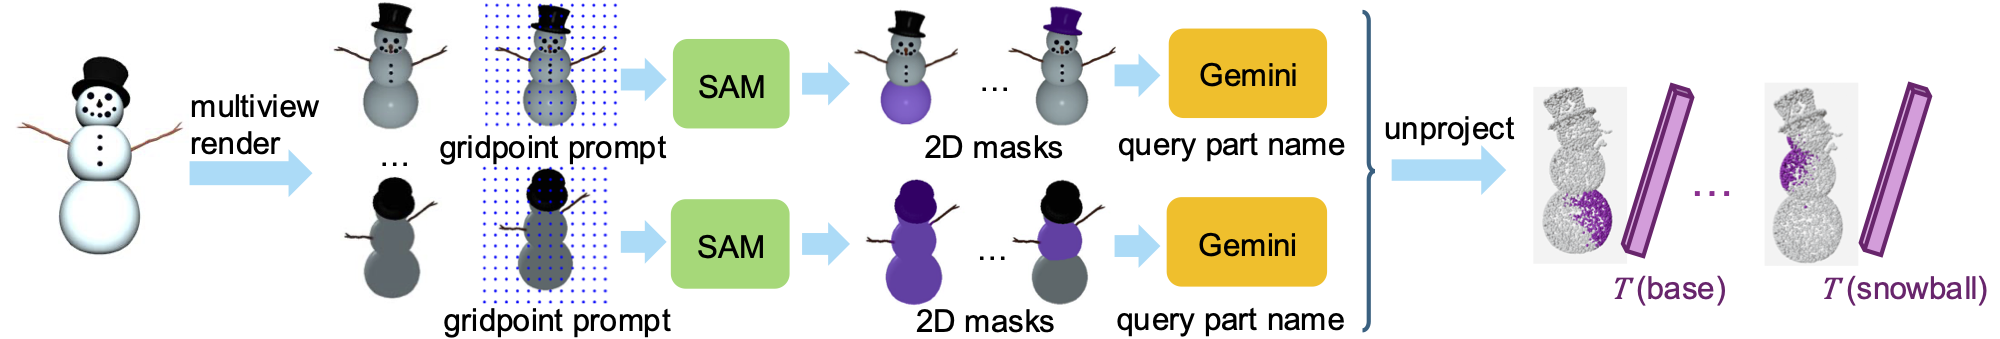 multiview
render
...
gridpoint prompt
SAM
...
2D masks
Gemini
query part name
gridpoint prompt
SAM
...
2D masks
Gemini
query part name
unproject
...
T (base)
T (snowball)